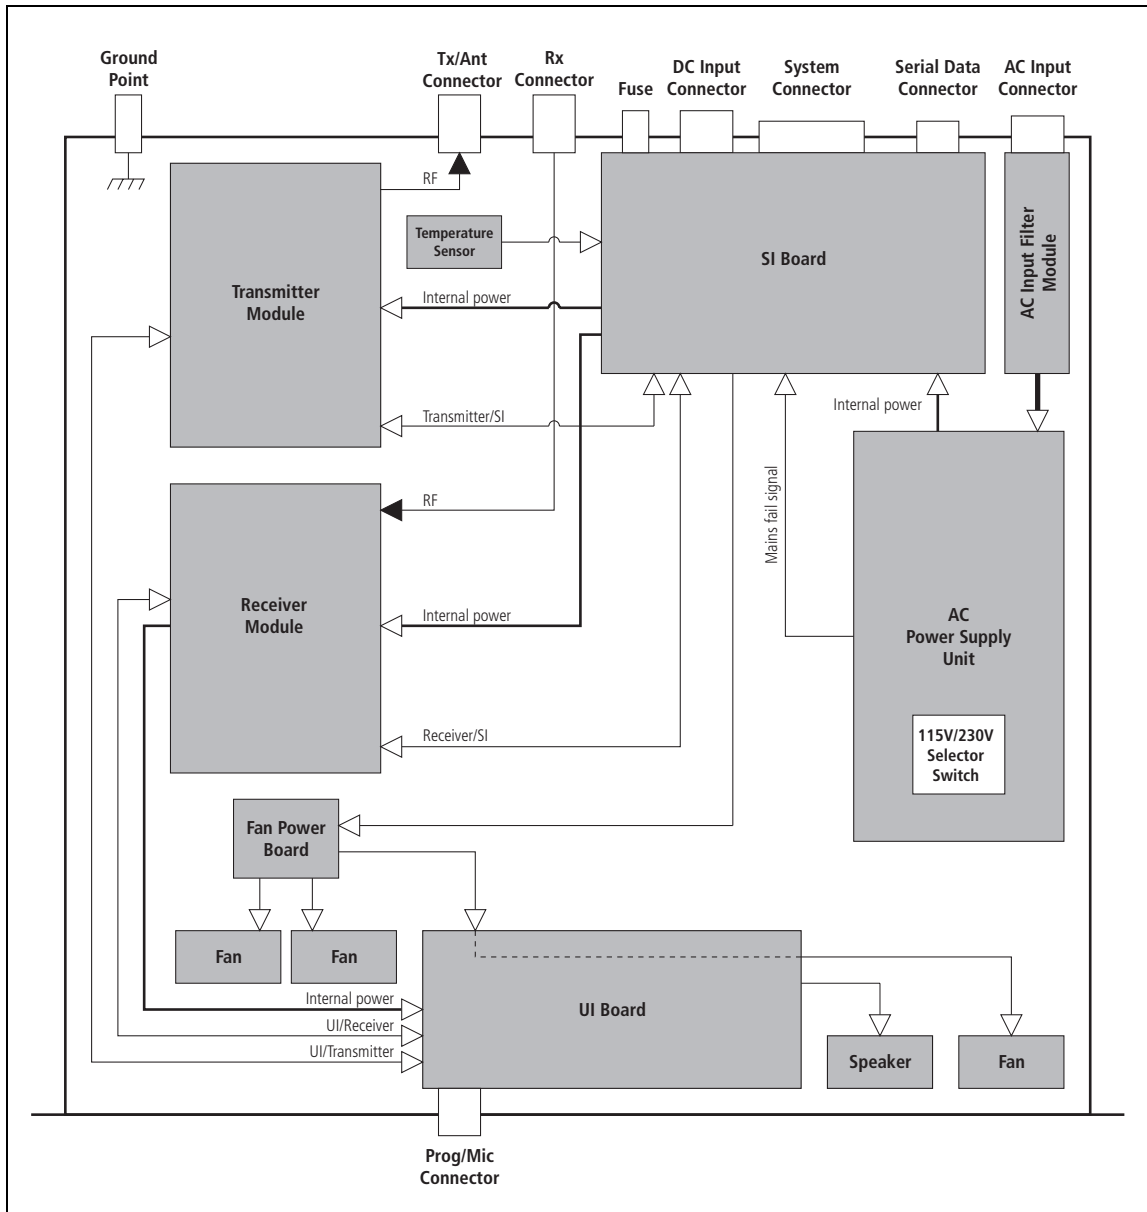 Ground
Point
Tx/Ant
Connector
Rx
Connector
Fuse
DC Input
Connector
System
Connector
Serial Data
Connector
AC Input
Connector
RF
Temperature
Sensor
SI Board
AC Input Filter
Module
Transmitter
Module
Internal power
Transmitter/SI
Internal power
Mains fail signal
RF
Receiver
Module
Internal power
AC
Power Supply
Unit
Receiver/SI
115V/230V
Selector
Switch
Fan Power
Board
Fan
Fan
Internal power
UI/Receiver
UI/Transmitter
UI Board
Speaker
Fan
Prog/Mic
Connector